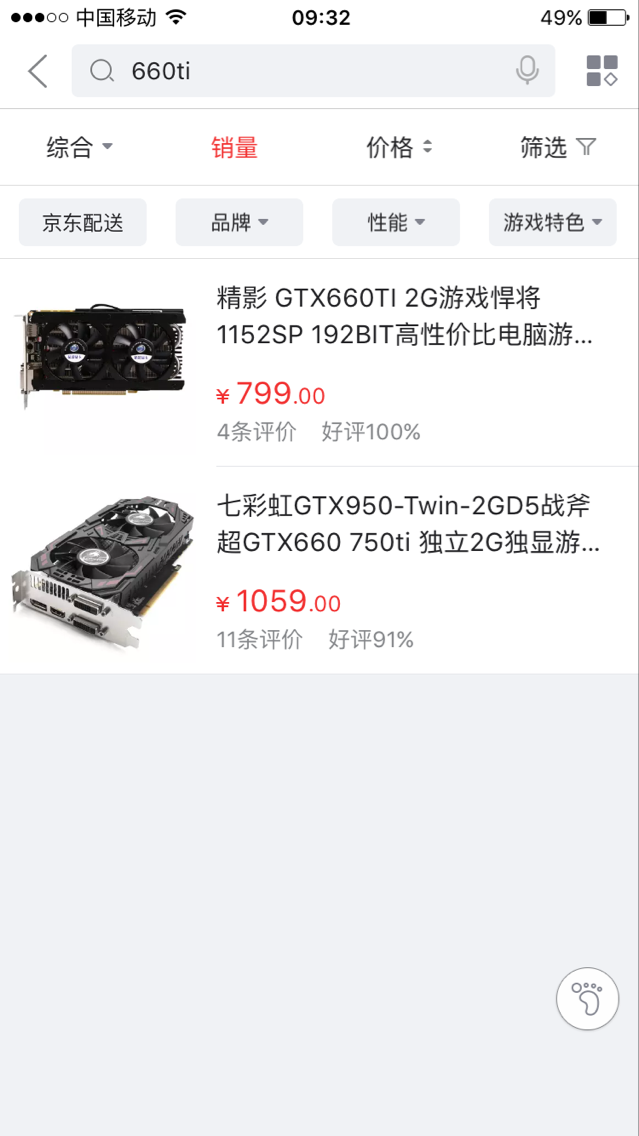 中国移动 09:32 49%
660ti
综合 销量 价格 筛选
京东配送 品牌 性能 游戏特色
精影 GTX660TI 2G游戏悍将
1152SP 192BIT高性价比电脑游...
¥ 799.00
4条评价 好评100%
七彩虹GTX950-Twin-2GD5战斧
超GTX660 750ti 独立2G独显游...
¥ 1059.00
11条评价 好评91%